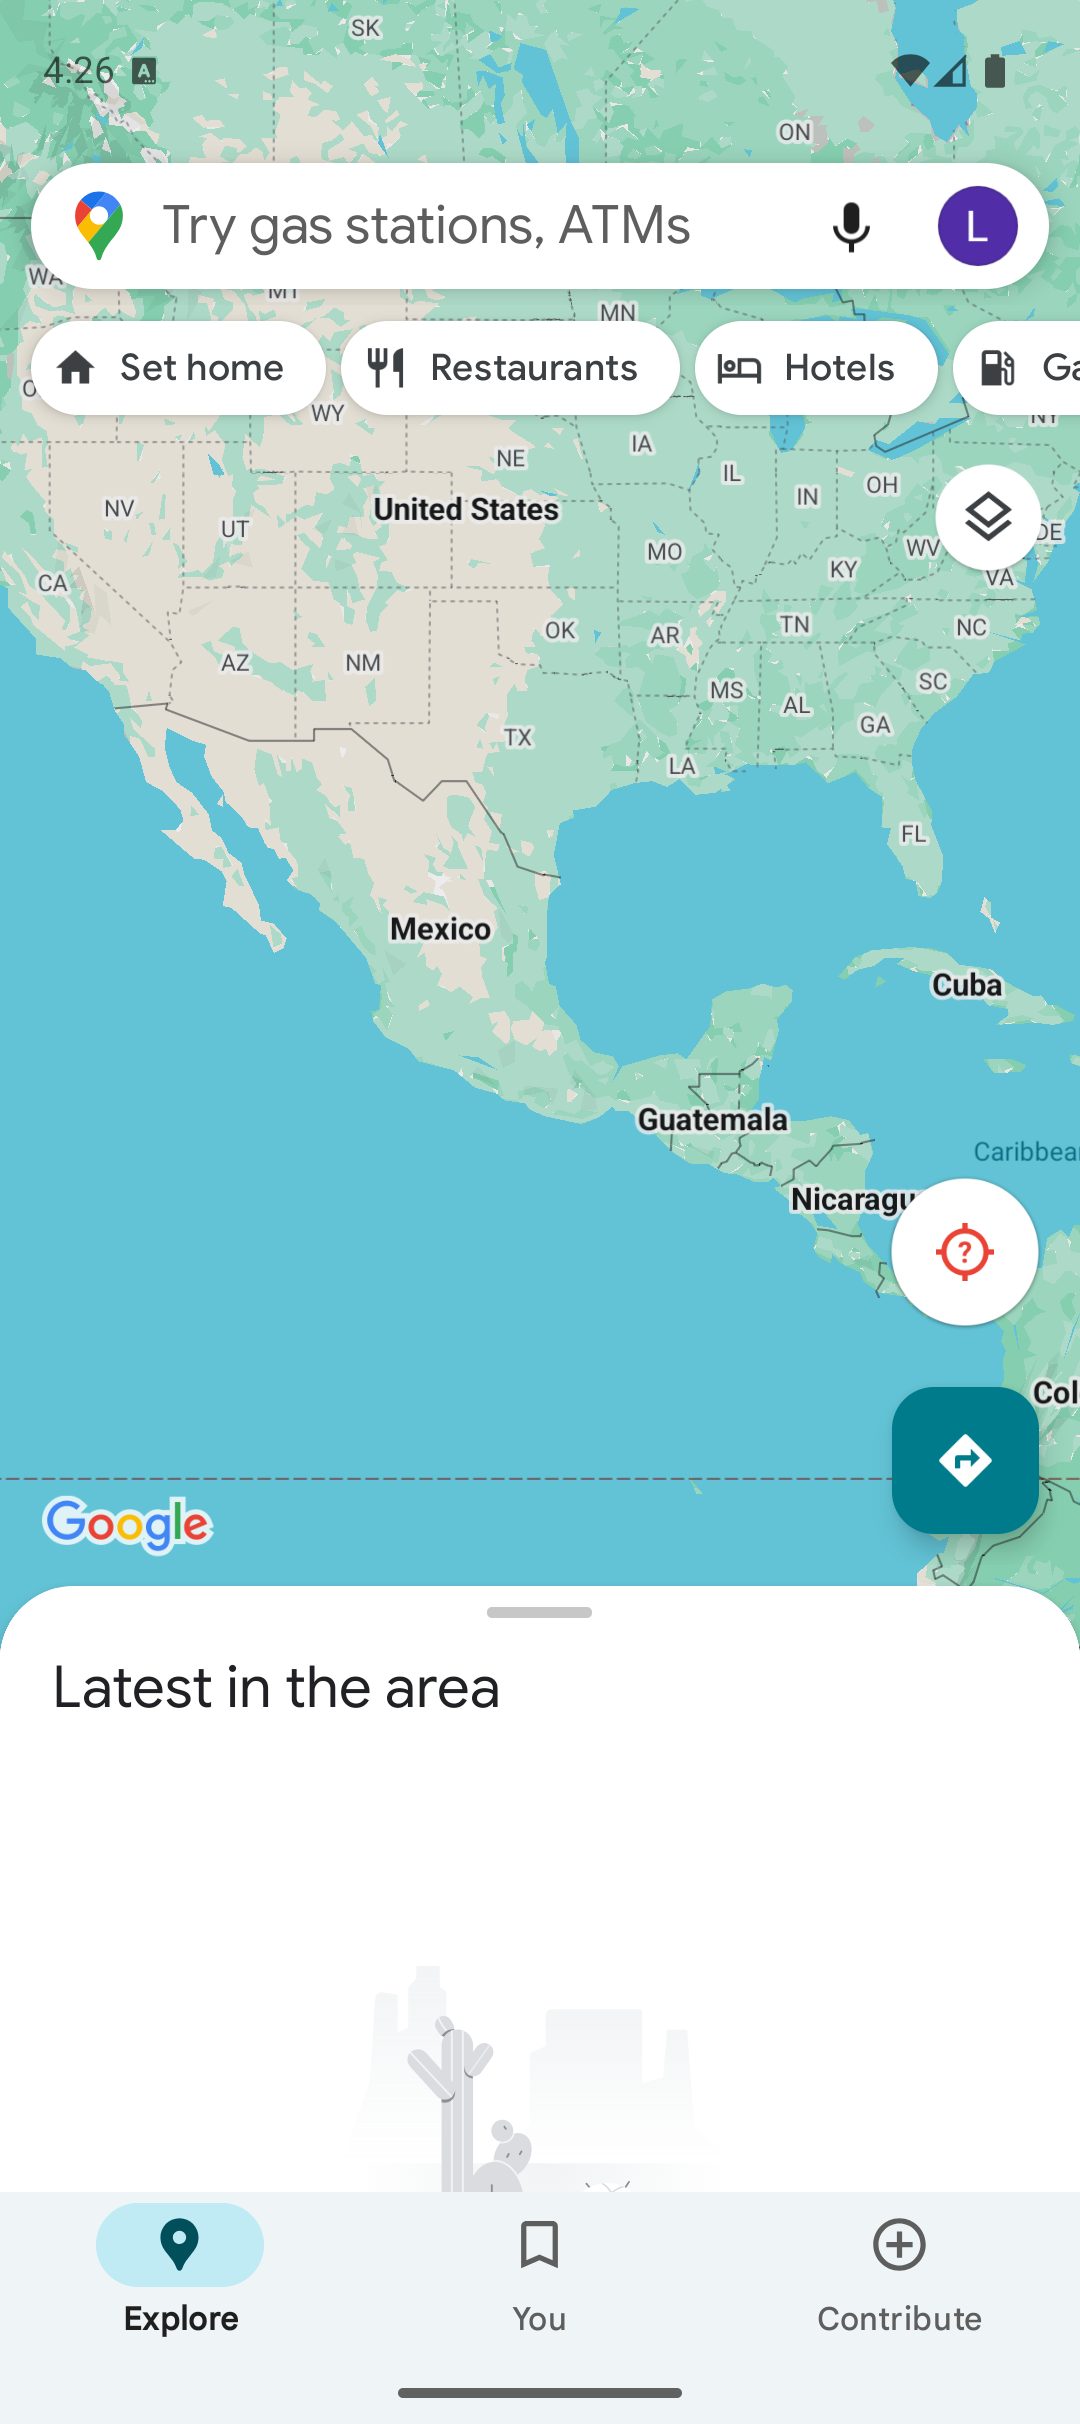 SK
4:26
A
ON
Try gas stations, ATMs
L
WA
MT
MN
Set home
Restaurants
Hotels
WY
NY
IA
NE
IL
OH
IN
NV
United States
UT
DE
WV
MO
KY
VA
CA
TN
NC
OK
AR
AZ
NM
SC
MS
AL
GA
TX
LA
FL
Mexico
Cuba
Guatemala
Caribbea
Nicaragu
?
Col
Google
Latest in the area
Explore
You
Contribute